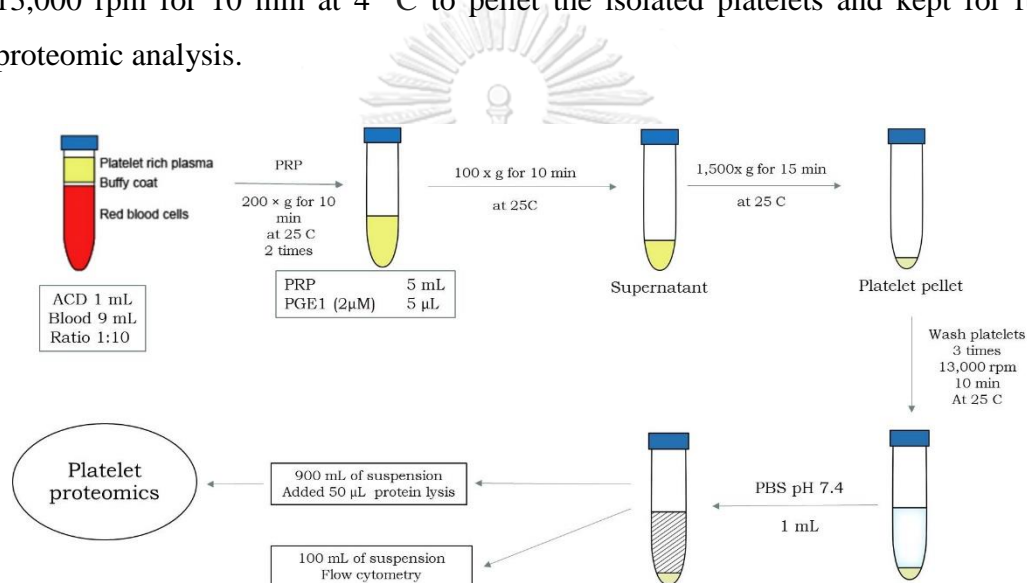 13,000 rpm for 10 min at 4 °C to pellet the isolated platelets and kept for
proteomic analysis.
Platelet rich plasma
Buffy coat
Red blood cells
ACD 1 mL
Blood 9 mL
Ratio 1:10
PRP
200 × g for 10
min
at 25 C
2 times
PRP 5 mL
PGE1 (2µM) 5 µL
100 x g for 10 min
at 25C
Supernatant
1,500x g for 15 min
at 25 C
Platelet pellet
Wash platelets
3 times
13,000 rpm
10 min
At 25 C
PBS pH 7.4
1 mL
900 mL of suspension
Added 50 µL protein lysis
100 mL of suspension
Flow cytometry
Platelet
proteomics